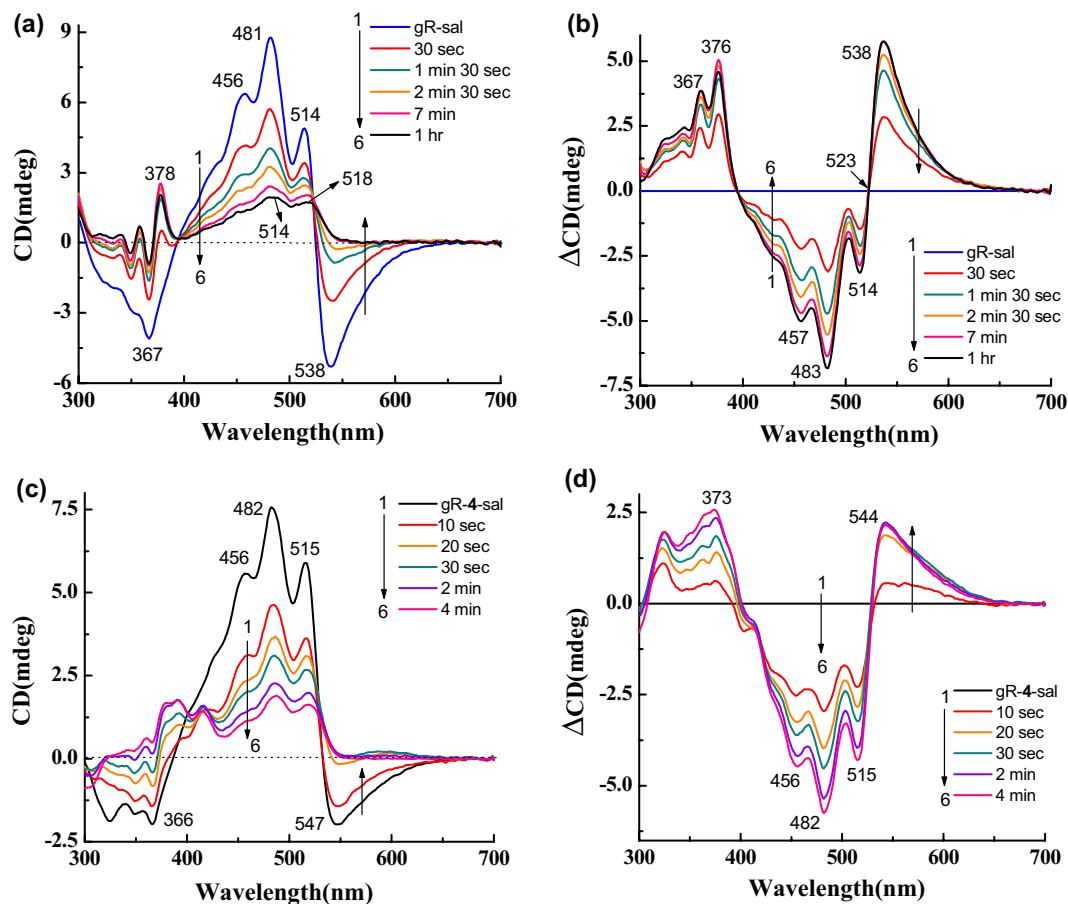 (a)
9
6
3
0
-3
-6
CD(mdeg)
300 400 500 600 700
Wavelength(nm)
481
456
514
378
518
514
367
538
1
6
1
gR-sal
30 sec
1 min 30 sec
2 min 30 sec
7 min
6
1 hr
(b)
5.0
2.5
0.0
-2.5
-5.0
-7.5
ΔCD(mdeg)
300 400 500 600 700
Wavelength(nm)
376
367
538
523
6
1
457
483
514
1
gR-sal
30 sec
1 min 30 sec
2 min 30 sec
7 min
6
1 hr
(c)
7.5
5.0
2.5
0.0
-2.5
CD(mdeg)
300 400 500 600 700
Wavelength(nm)
482
456
515
366
547
1
6
1
gR-4-sal
10 sec
20 sec
30 sec
2 min
6
4 min
(d)
2.5
0.0
-2.5
-5.0
ΔCD(mdeg)
300 400 500 600 700
Wavelength(nm)
373
544
1
6
456
515
482
gR-4-sal
1
10 sec
20 sec
30 sec
2 min
6
4 min